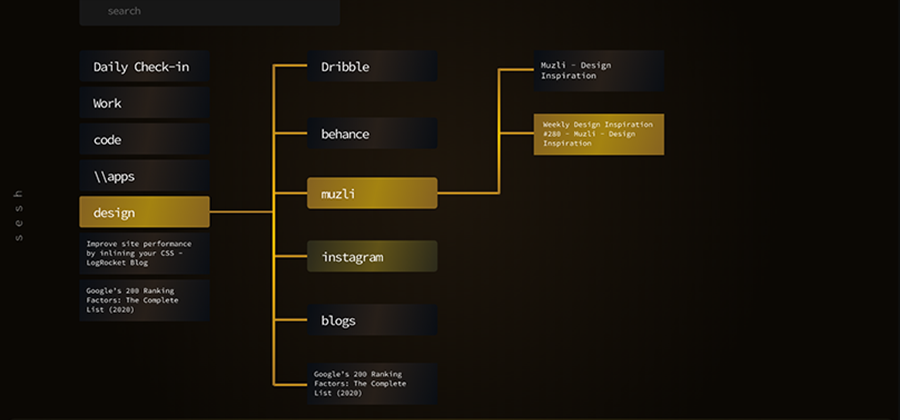 search
Daily Check-in
Work
code
\\apps
design
Improve site performance
by inlining your CSS -
LogRocket Blog
Google's 200 Ranking
Factors: The Complete
List (2020)
Dribble
behance
muzli
instagram
blogs
Google's 200 Ranking
Factors: The Complete
List (2020)
Muzli - Design
Inspiration
Weekly Design Inspiration
#280 - Muzli - Design
Inspiration
sesh